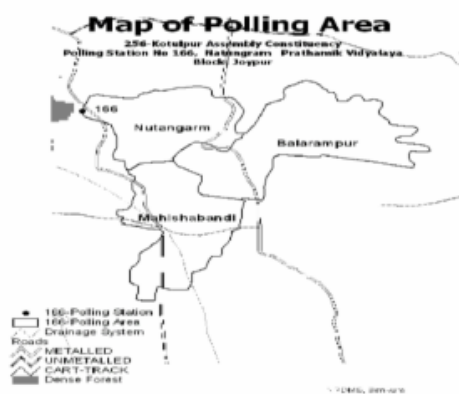 Map of Polling Area
256-Kotulpur Assembly Constituency
Polling Station No 166, Natungram Prathamik Vidyalaya
Block: Joypur
166
Nutangarm
Balarampur
Mahishabandi
166-Polling Station
166-Polling Area
Drainage System
Roads
METALLED
UNMETALLED
CART-TRACK
Dense Forest